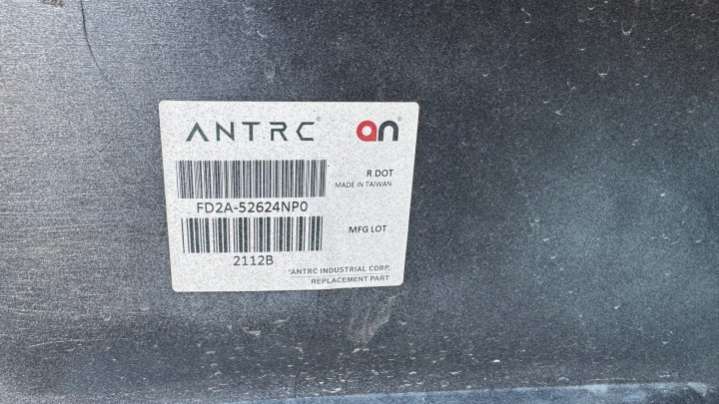 ANTRC® an®
R DOT
MADE IN TAIWAN
FD2A-52624NP0
MFG LOT
2112B
*ANTRC INDUSTRIAL CORP.
REPLACEMENT PART